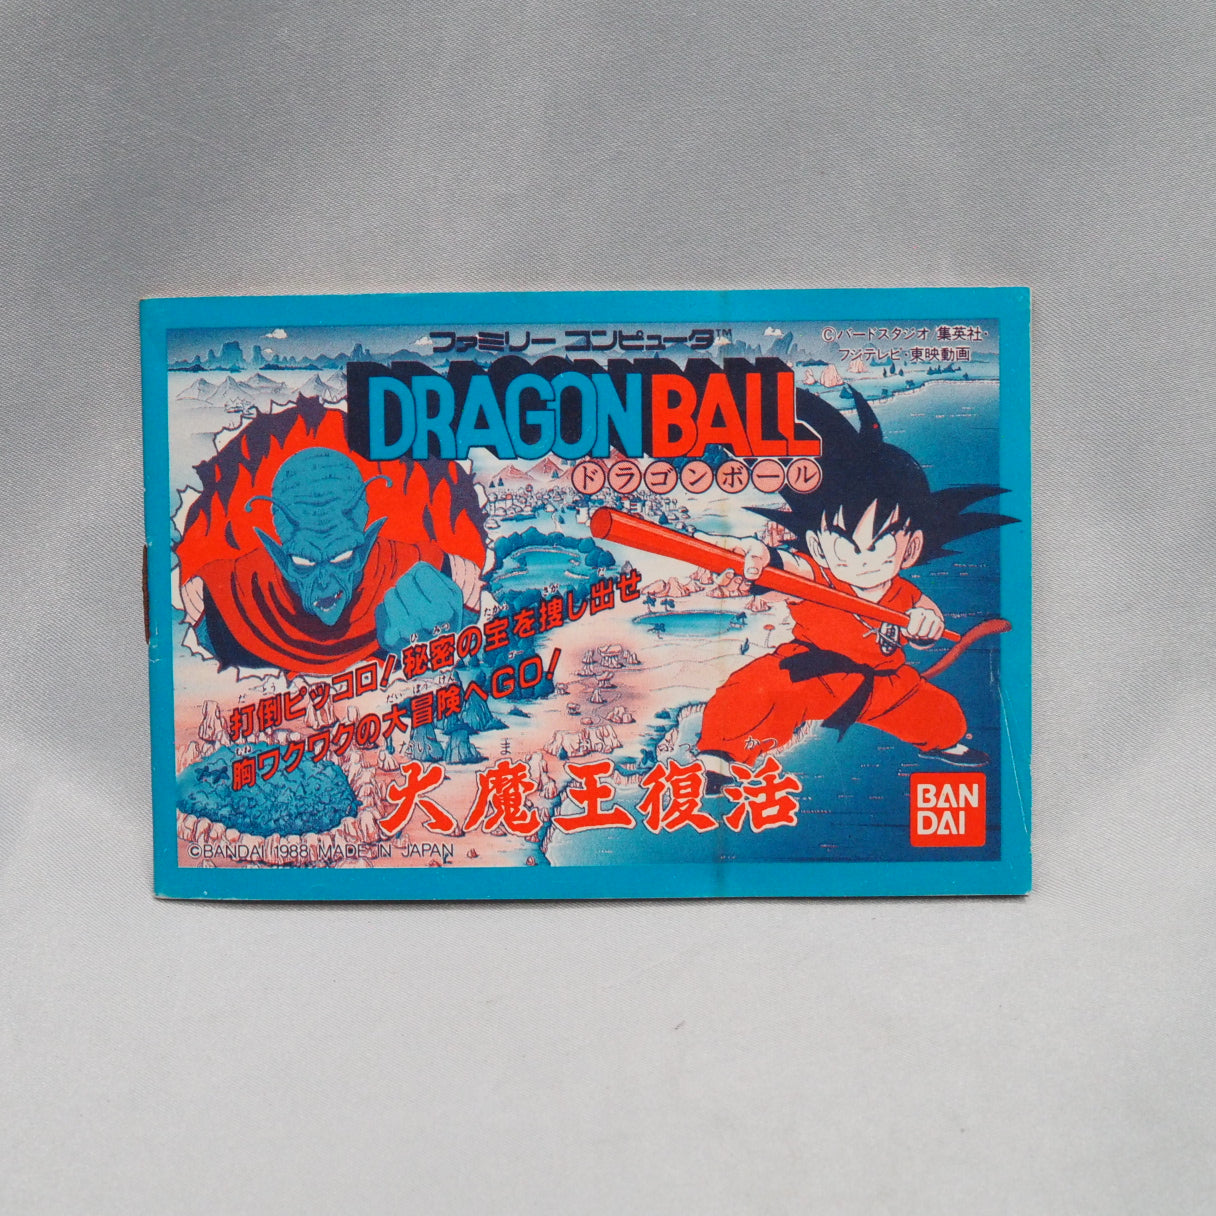 ファミリーコンピュータ™
©バードスタジオ 集英社・
フジテレビ・東映動画
DRAGON BALL
ドラゴンボール
打倒ピッコロ！秘密の宝を捜し出せ
胸ワクワクの大冒険へGO！
大魔王復活
BAN
DAI
©BANDAI 1988 MADE IN JAPAN